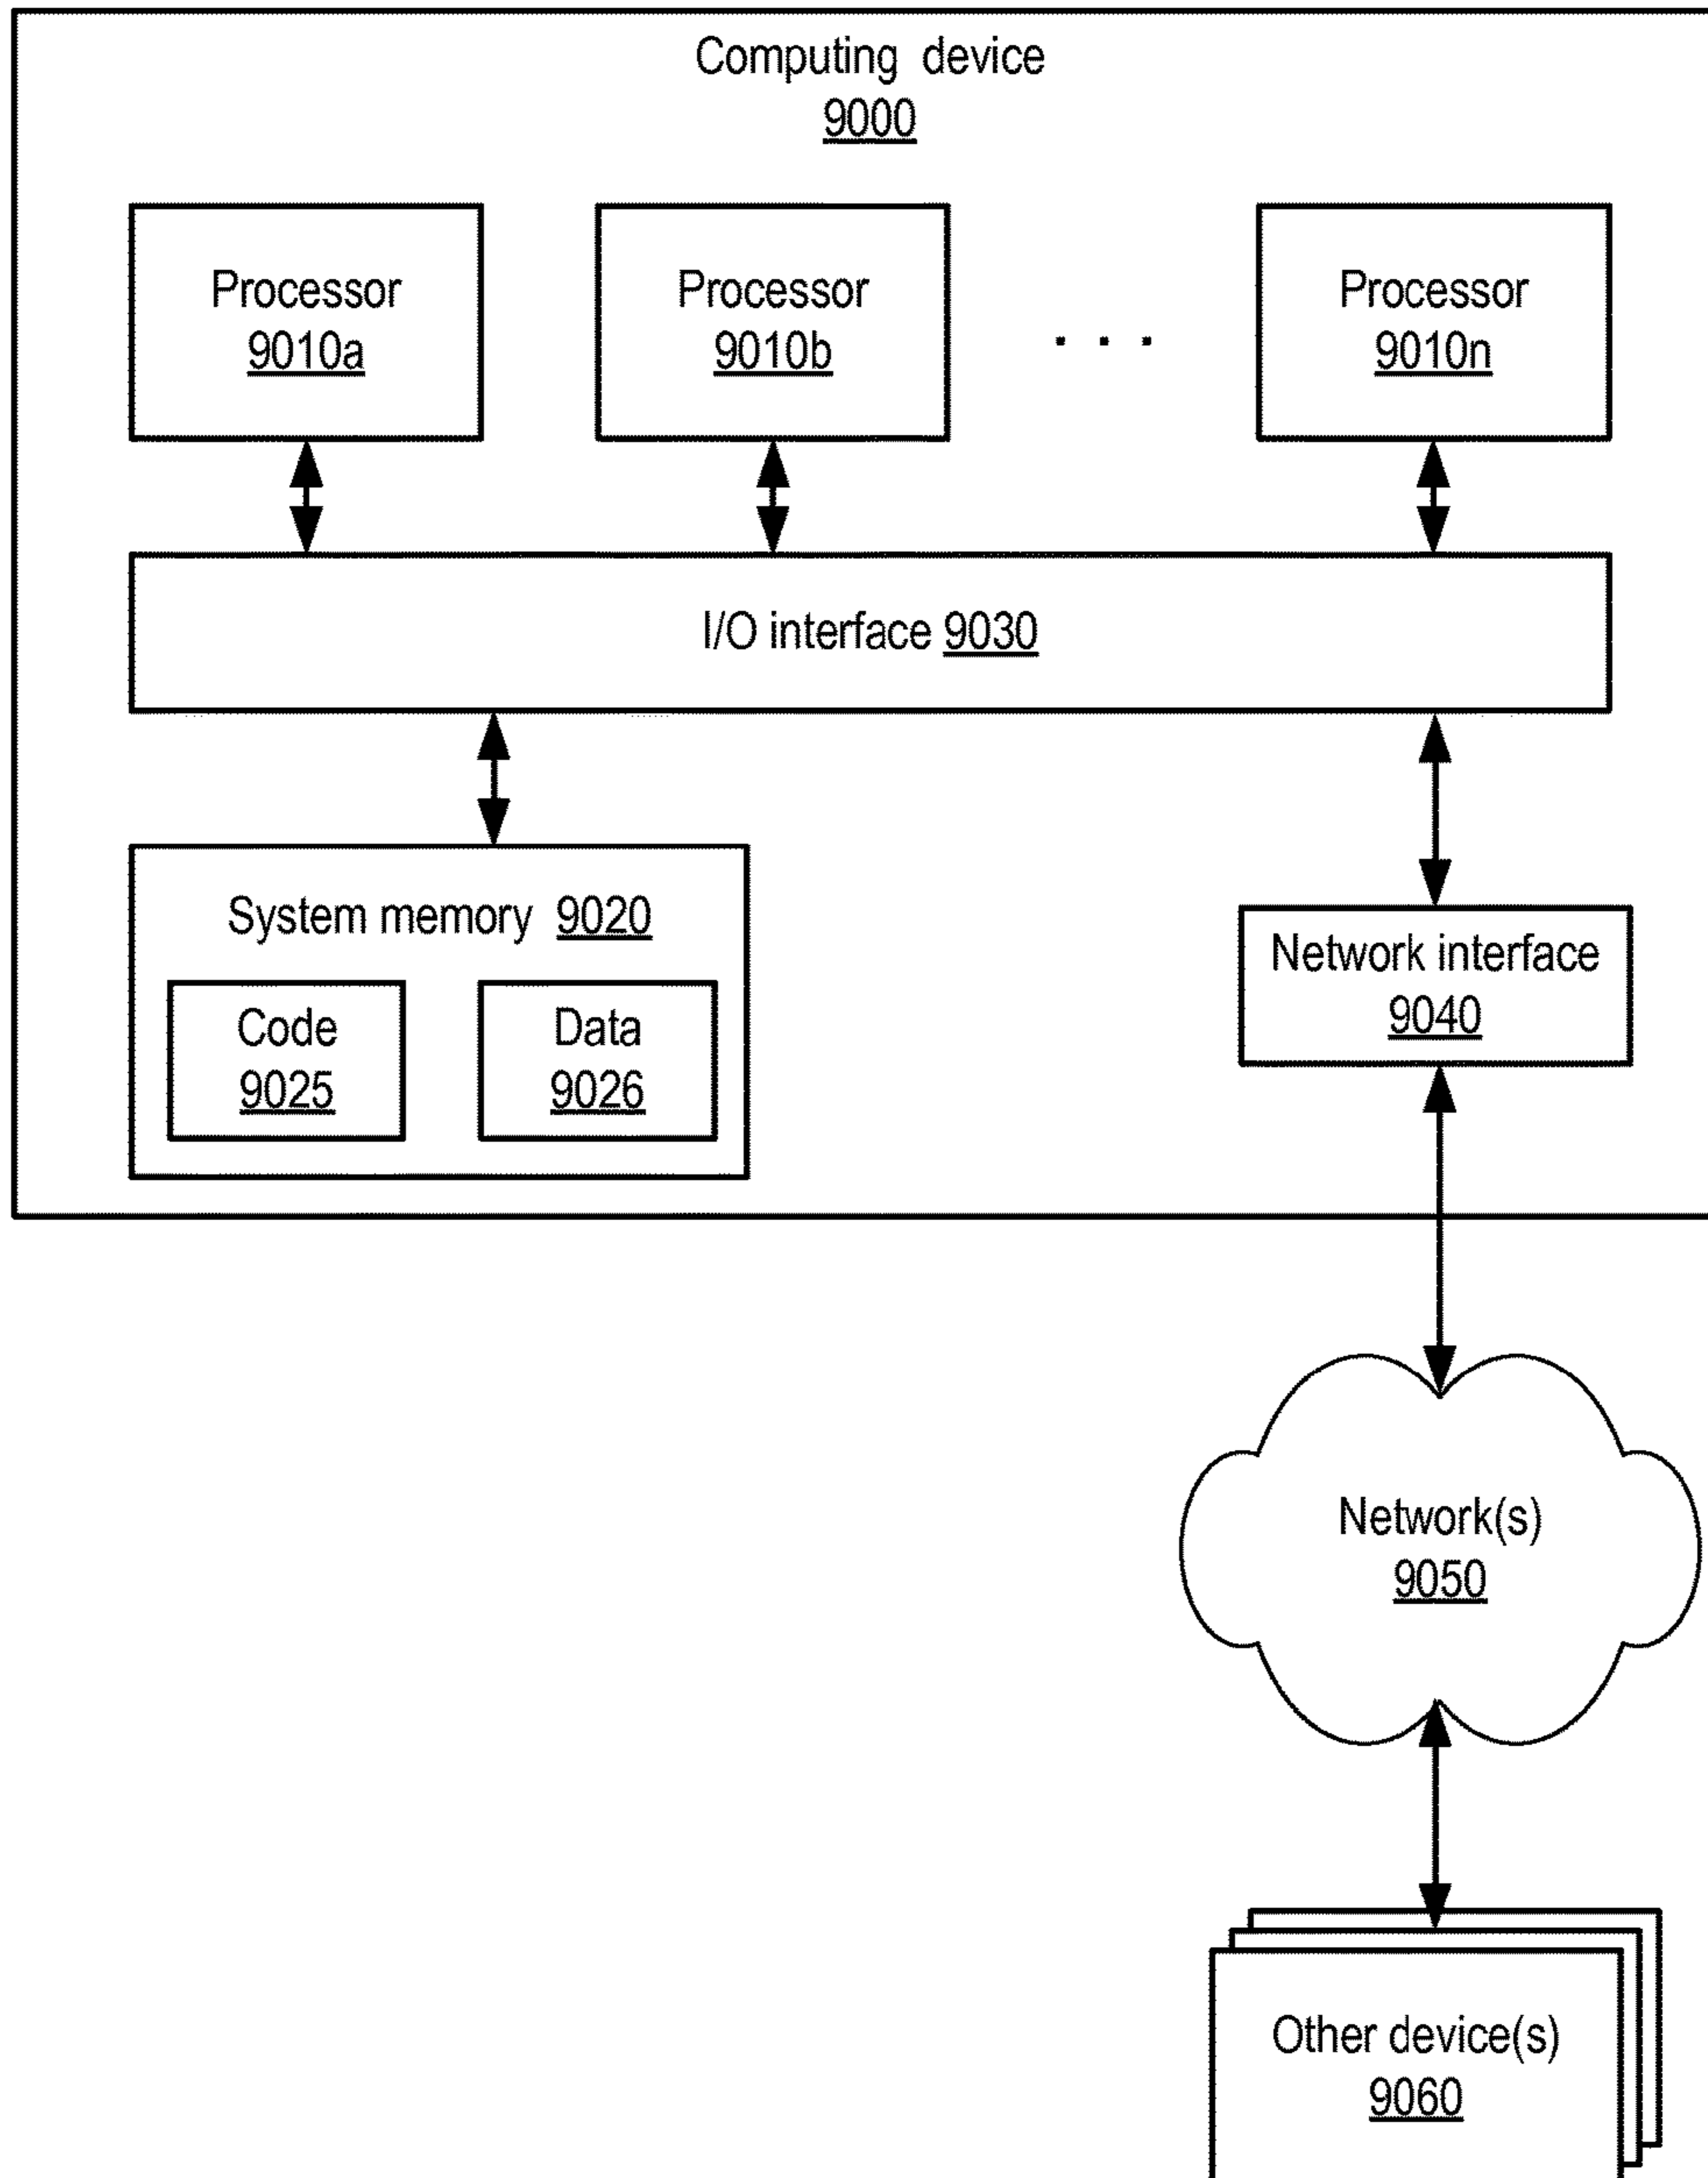 Computing device
9000
Processor
9010a
Processor
9010b
. . .
Processor
9010n
I/O interface 9030
System memory 9020
Code
9025
Data
9026
Network interface
9040
Network(s)
9050
Other device(s)
9060